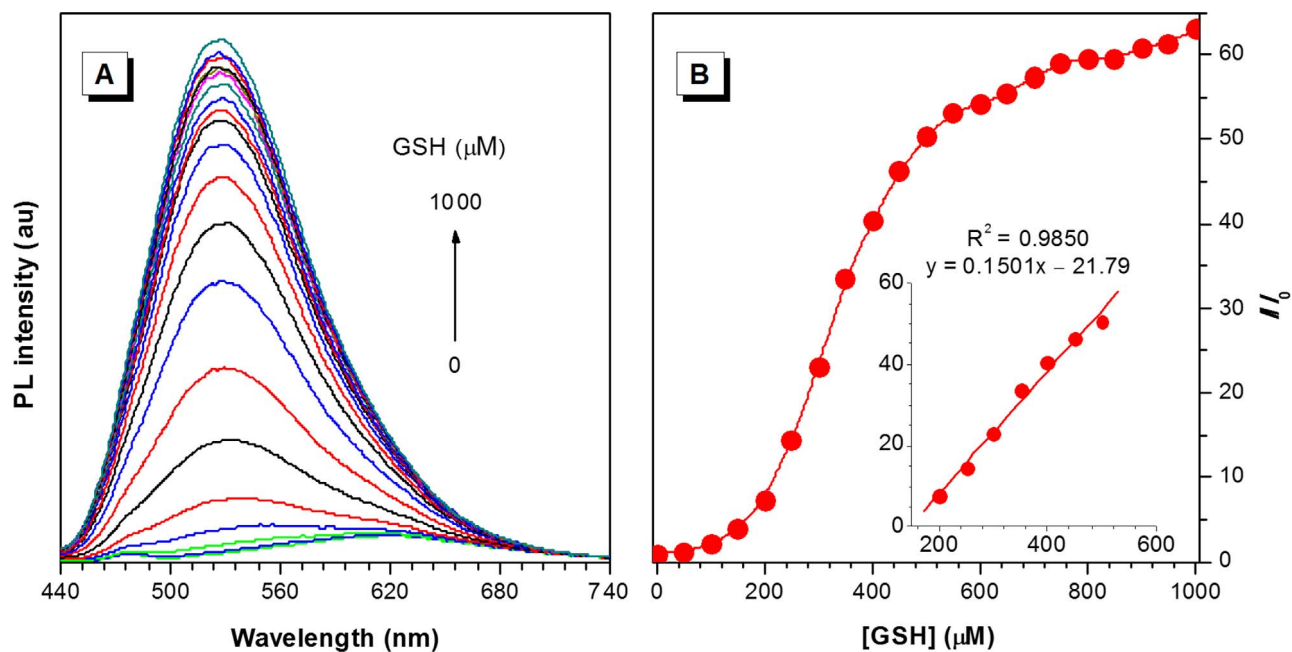 A
PL intensity (au)
GSH (μM)
1000
0
440 500 560 620 680 740
Wavelength (nm)
B
60
50
40
30
20
10
0
I/I0
R2 = 0.9850
y = 0.1501x – 21.79
60
40
20
0
200 400 600
0 200 400 600 800 1000
[GSH] (μM)